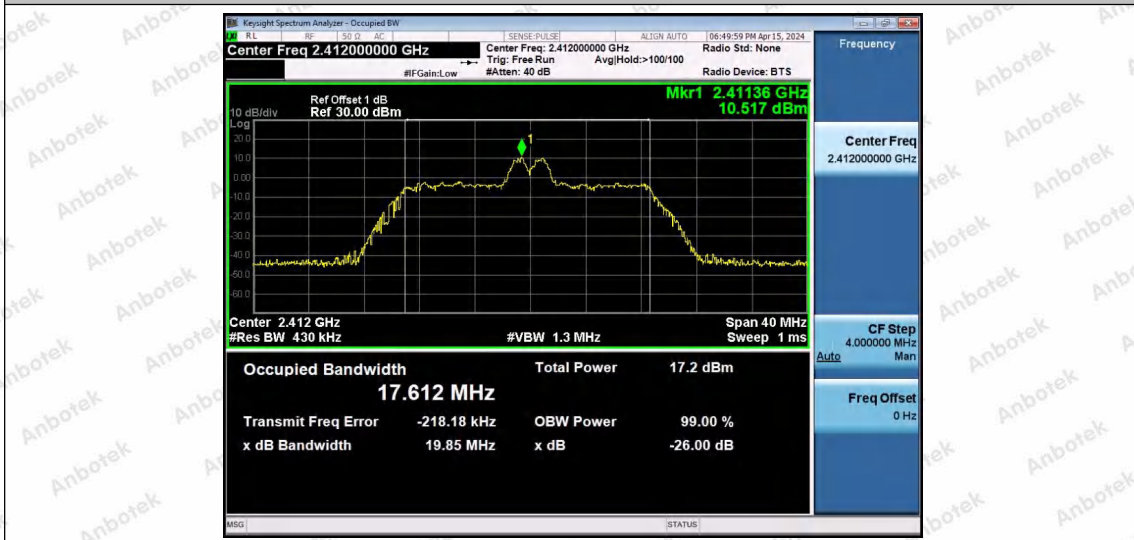 Keysight Spectrum Analyzer - Occupied BW
RL RF 50 Ω AC SENSE:PULSE ALIGN AUTO 06:49:59 PM Apr 15, 2024
Center Freq 2.412000000 GHz
Center Freq: 2.412000000 GHz
Radio Std: None
Trig: Free Run Avg|Hold:>100/100
#IFGain:Low #Atten: 40 dB Radio Device: BTS
Ref Offset 1 dB
10 dB/div Ref 30.00 dBm
Mkr1 2.41136 GHz
10.517 dBm
Log
20.0
10.0
0.00
-10.0
-20.0
-30.0
-40.0
-50.0
-60.0
1
Center 2.412 GHz Span 40 MHz
#Res BW 430 kHz #VBW 1.3 MHz Sweep 1 ms
Occupied Bandwidth Total Power 17.2 dBm
17.612 MHz
Transmit Freq Error -218.18 kHz OBW Power 99.00 %
x dB Bandwidth 19.85 MHz x dB -26.00 dB
MSG STATUS
Frequency
Center Freq
2.412000000 GHz
CF Step
4.000000 MHz
Auto Man
Freq Offset
0 Hz
Anbotek